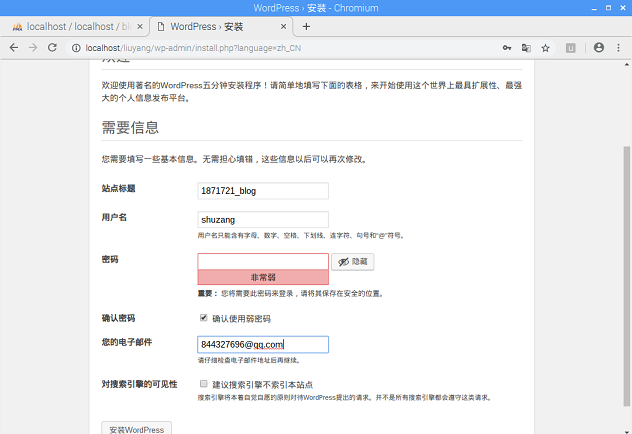 WordPress › 安装 - Chromium
localhost / localhost / bl
WordPress › 安装
localhost/liuyang/wp-admin/install.php?language=zh_CN
欢迎使用著名的WordPress五分钟安装程序！请简单地填写下面的表格，来开始使用这个世界上最具扩展性、最强
大的个人信息发布平台。
需要信息
您需要填写一些基本信息。无需担心填错，这些信息以后可以再次修改。
站点标题 1871721_blog
用户名 shuzang
用户名只能含有字母、数字、空格、下划线、连字符、句号和“@”符号。
密码 隐藏
非常弱
重要： 您将需要此密码来登录，请将其保存在安全的位置。
确认密码 确认使用弱密码
您的电子邮件 844327696@qq.com
请仔细检查电子邮件地址后再继续。
对搜索引擎的可见性 建议搜索引擎不索引本站点
搜索引擎将本着自觉自愿的原则对待WordPress提出的请求。并不是所有搜索引擎都会遵守这类请求。
安装WordPress